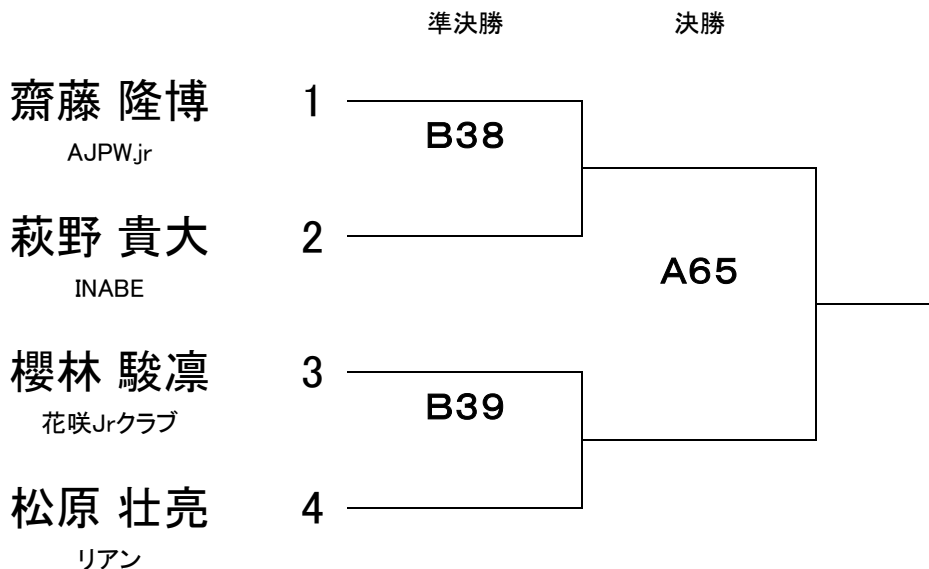 準決勝 決勝
齋藤 隆博 1
AJPW.jr
B38
萩野 貴大 2
INABE
A65
櫻林 駿凛 3
花咲Jrクラブ
B39
松原 壮亮 4
リアン